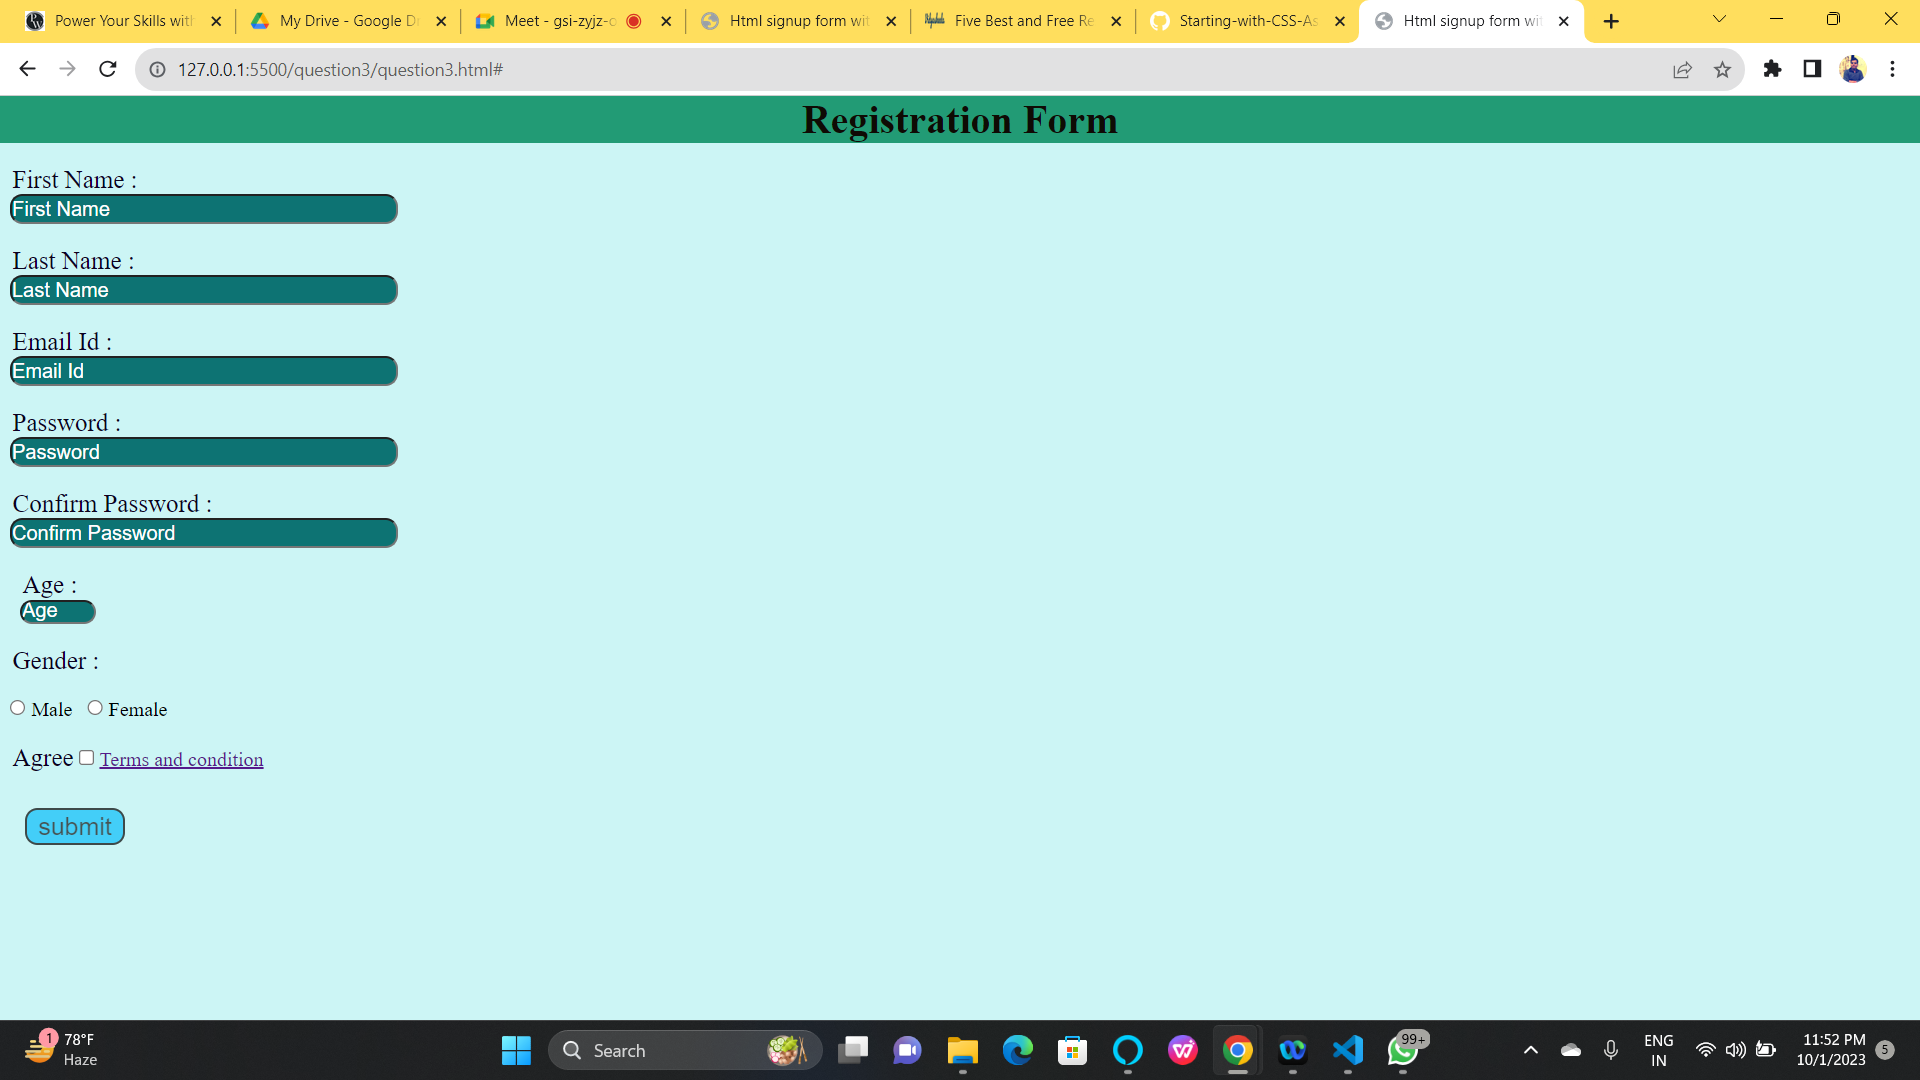 Power Your Skills with
My Drive - Google Dr
Meet - gsi-zyjz-o
Html signup form wit
Five Best and Free Re
Starting-with-CSS-As
Html signup form wit
127.0.0.1:5500/question3/question3.html#
Registration Form
First Name :
First Name
Last Name :
Last Name
Email Id :
Email Id
Password :
Password
Confirm Password :
Confirm Password
Age :
Age
Gender :
Male Female
Agree Terms and condition
submit
1
78°F
Haze
Search
99+
ENG
IN
11:52 PM
10/1/2023
5